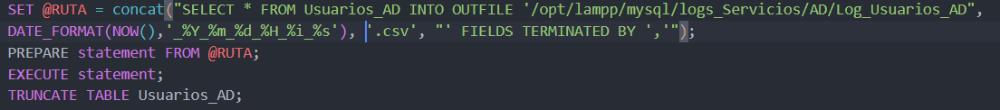 SET @RUTA = concat("SELECT * FROM Usuarios_AD INTO OUTFILE '/opt/lampp/mysql/logs_Servicios/AD/Log_Usuarios_AD",
DATE_FORMAT(NOW(),'_%Y_%m_%d_%H_%i_%s'), '.csv', "' FIELDS TERMINATED BY ','");
PREPARE statement FROM @RUTA;
EXECUTE statement;
TRUNCATE TABLE Usuarios_AD;